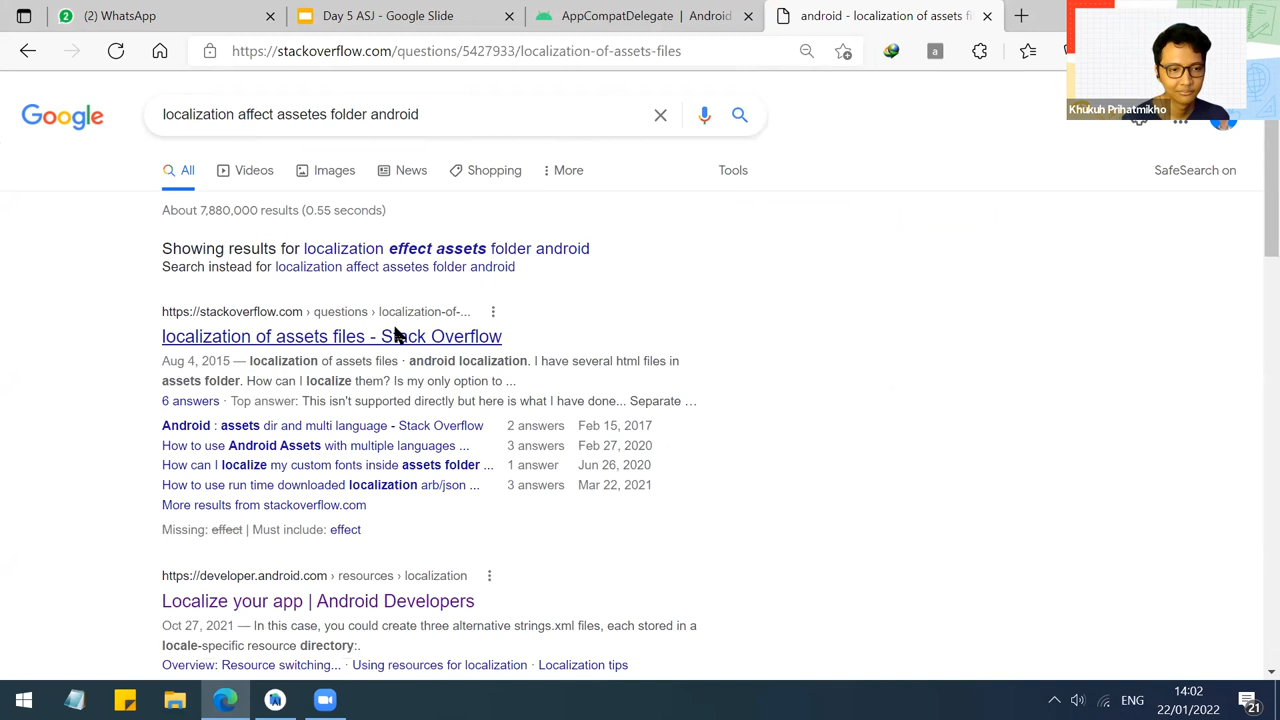 (12) WhatsApp
Day 4 - Google Slides
AppCompatDelegate | Android
android - localization of assets fi
https://stackoverflow.com/questions/5427933/localization-of-assets-files
a
Khukuh Prihatmikho
Google
localization affect assetes folder android
All
Videos
Images
News
Shopping
More
Tools
SafeSearch on
About 7,880,000 results (0.55 seconds)
Showing results for localization effect assets folder android
Search instead for localization affect assetes folder android
https://stackoverflow.com › questions › localization-of-...
localization of assets files - Stack Overflow
Aug 4, 2015 — localization of assets files · android localization. I have several html files in
assets folder. How can I localize them? Is my only option to ...
6 answers · Top answer: This isn't supported directly but here is what I have done... Separate ...
Android : assets dir and multi language - Stack Overflow 2 answers Feb 15, 2017
How to use Android Assets with multiple languages ... 3 answers Feb 27, 2020
How can I localize my custom fonts inside assets folder ... 1 answer Jun 26, 2020
How to use run time downloaded localization arb/json ... 3 answers Mar 22, 2021
More results from stackoverflow.com
Missing: effect | Must include: effect
https://developer.android.com › resources › localization
Localize your app | Android Developers
Oct 27, 2021 — In this case, you could create three alternative strings.xml files, each stored in a
locale-specific resource directory:.
Overview: Resource switching... · Using resources for localization · Localization tips
ENG
14:02
22/01/2022
21